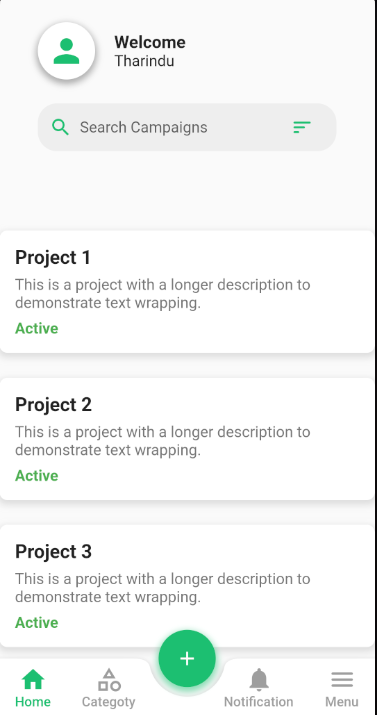 Welcome
Tharindu
Search Campaigns
Project 1
This is a project with a longer description to
demonstrate text wrapping.
Active
Project 2
This is a project with a longer description to
demonstrate text wrapping.
Active
Project 3
This is a project with a longer description to
demonstrate text wrapping.
Active
Home Categoty Notification Menu